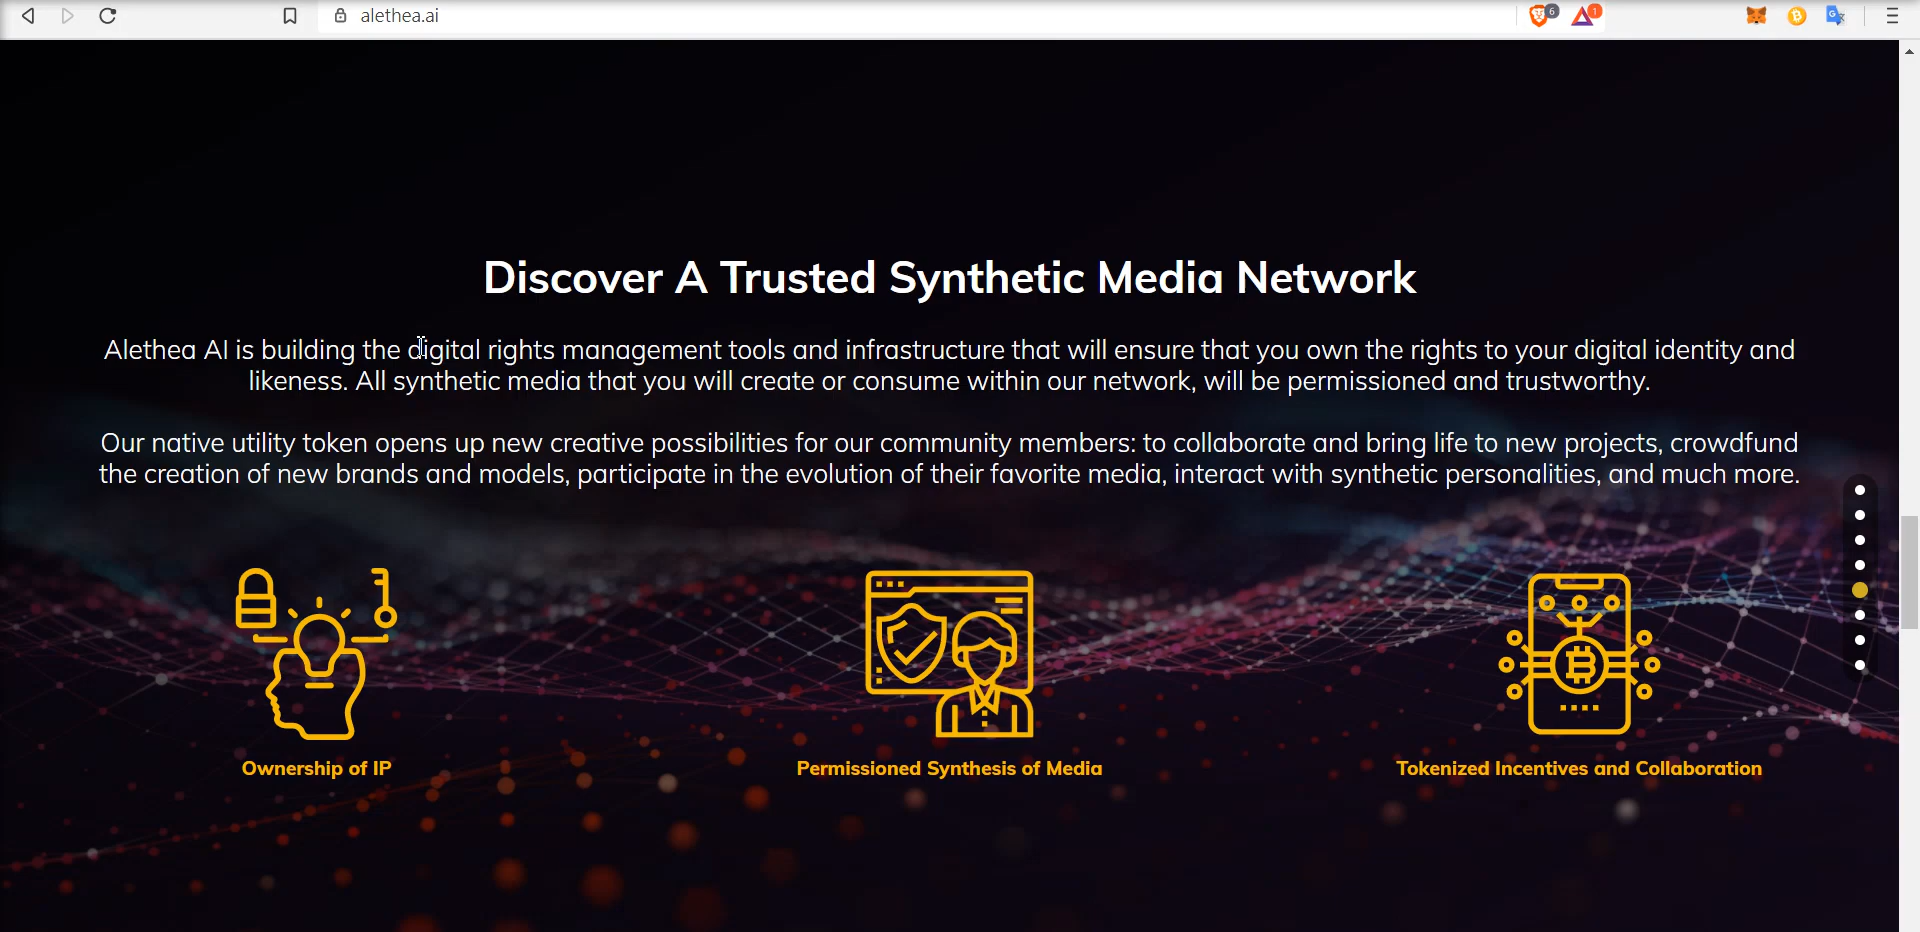 alethea.ai
6
1
Discover A Trusted Synthetic Media Network
Alethea AI is building the digital rights management tools and infrastructure that will ensure that you own the rights to your digital identity and
likeness. All synthetic media that you will create or consume within our network, will be permissioned and trustworthy.
Our native utility token opens up new creative possibilities for our community members: to collaborate and bring life to new projects, crowdfund
the creation of new brands and models, participate in the evolution of their favorite media, interact with synthetic personalities, and much more.
Ownership of IP
Permissioned Synthesis of Media
Tokenized Incentives and Collaboration